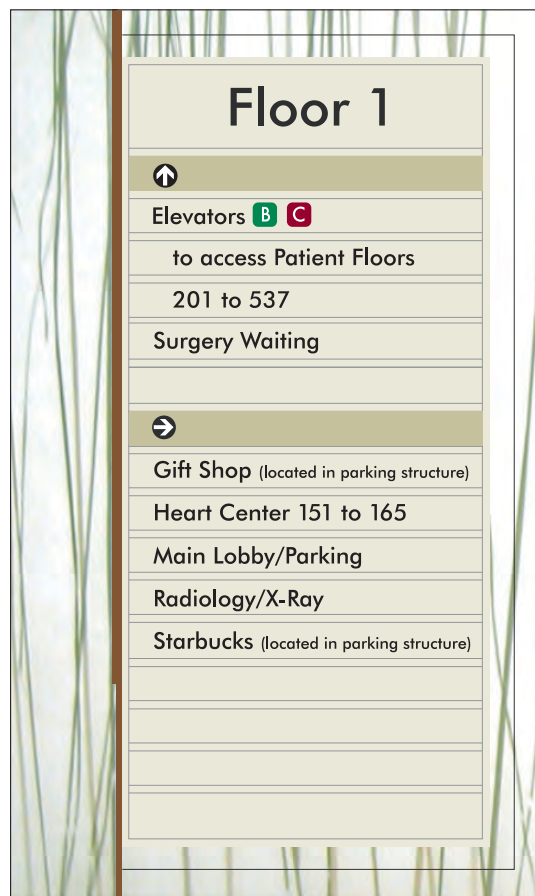 Floor 1
Elevators B C
to access Patient Floors
201 to 537
Surgery Waiting
Gift Shop (located in parking structure)
Heart Center 151 to 165
Main Lobby/Parking
Radiology/X-Ray
Starbucks (located in parking structure)